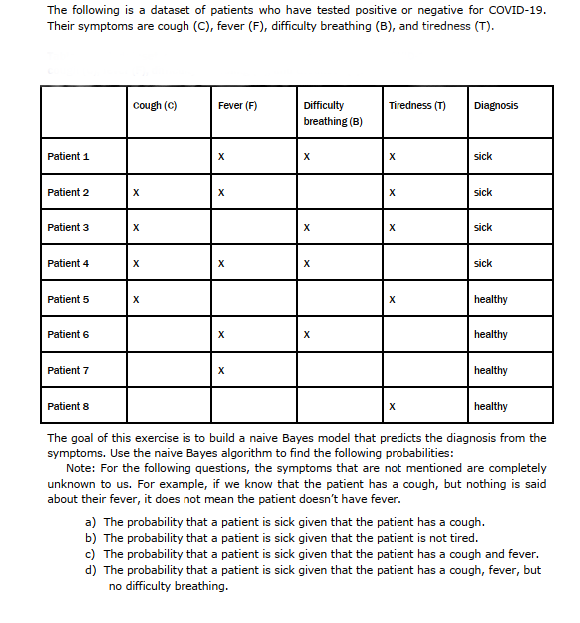 The following is a dataset of patients who have tested positive or negative for COVID-19.
Their symptoms are cough (C), fever (F), difficulty breathing (B), and tiredness (T).
Cough (C) Fever (F) Difficulty breathing (B) Tiredness (T) Diagnosis
Patient 1 X X X sick
Patient 2 X X X sick
Patient 3 X X X sick
Patient 4 X X X sick
Patient 5 X X healthy
Patient 6 X X healthy
Patient 7 X healthy
Patient 8 X healthy
The goal of this exercise is to build a naive Bayes model that predicts the diagnosis from the
symptoms. Use the naive Bayes algorithm to find the following probabilities:
Note: For the following questions, the symptoms that are not mentioned are completely
unknown to us. For example, if we know that the patient has a cough, but nothing is said
about their fever, it does not mean the patient doesn't have fever.
a) The probability that a patient is sick given that the patient has a cough.
b) The probability that a patient is sick given that the patient is not tired.
c) The probability that a patient is sick given that the patient has a cough and fever.
d) The probability that a patient is sick given that the patient has a cough, fever, but
no difficulty breathing.